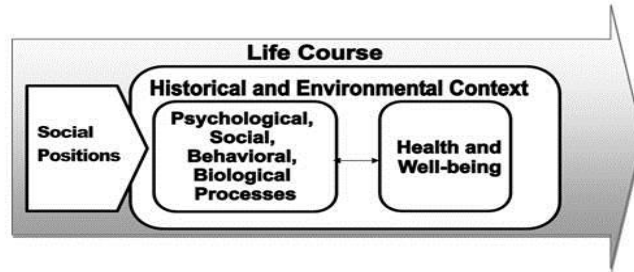 Life Course
Historical and Environmental Context
Social
Positions
Psychological,
Social,
Behavioral,
Biological
Processes
Health and
Well-being